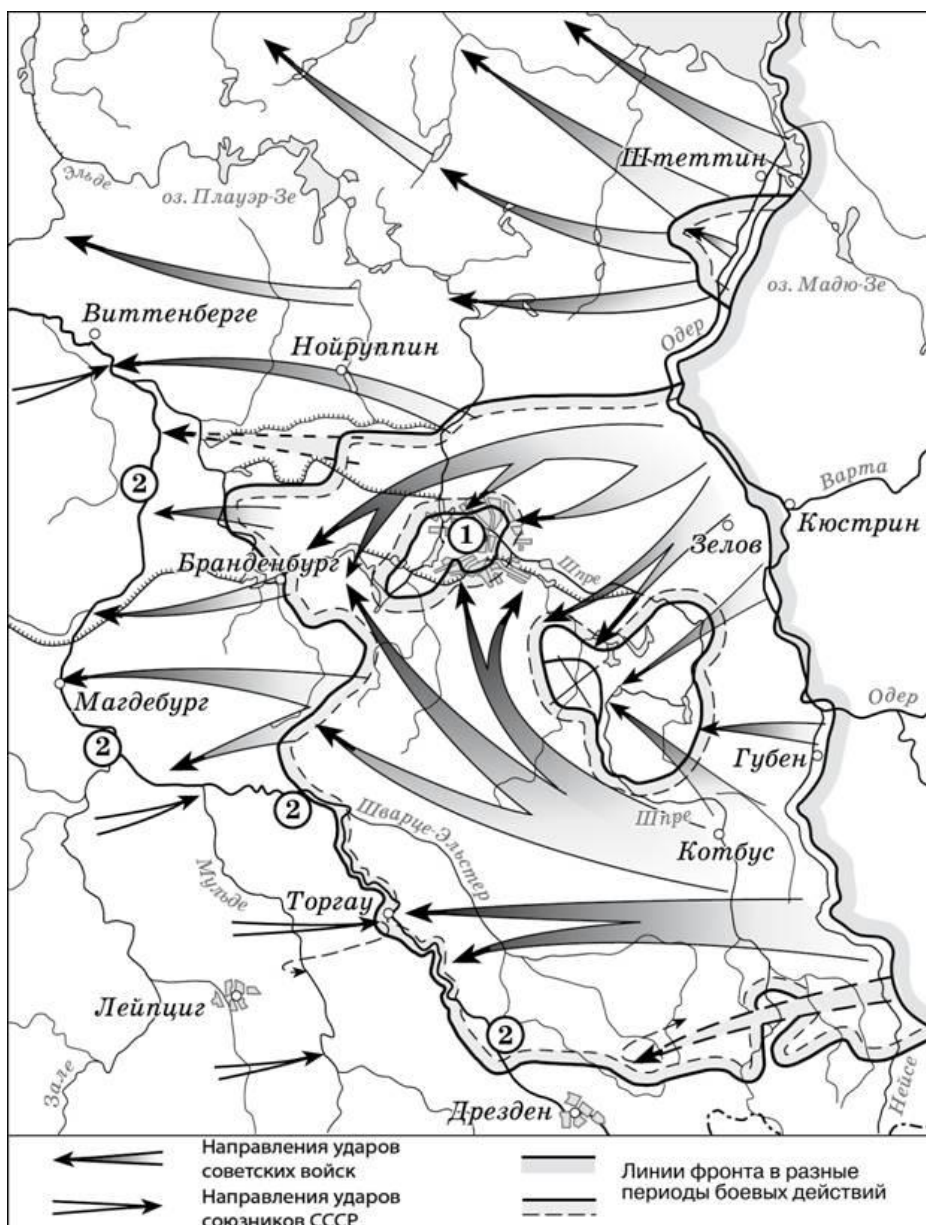 Штеттин
Эльде
оз. Плауэр-Зе
оз. Мадю-Зе
Виттенберге
Одер
Нойруппин
2
Варта
Кюстрин
1
Зелов
Шпре
Бранденбург
Магдебург
Одер
2
Губен
2
Шварце-Эльстер
Шпре
Котбус
Мульде
Торгау
Лейпциг
2
Зале
Дрезден
Нейсе
Направления ударов
советских войск
Направления ударов
союзников СССР
Линии фронта в разные
периоды боевых действий